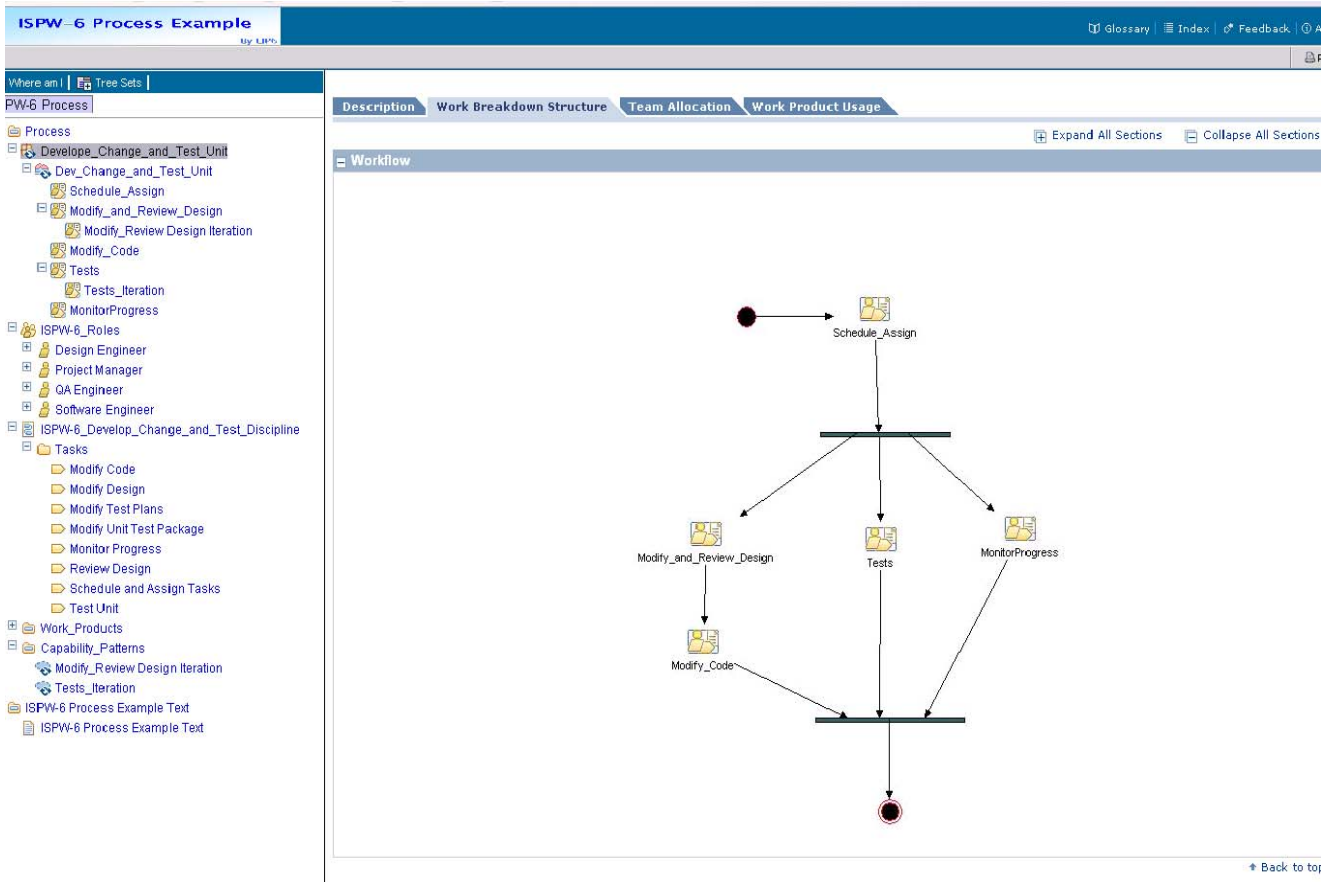 ISPW-6 Process Example
By LIP6
Glossary | Index | Feedback | A
Where am I | Tree Sets |
PW-6 Process
Description Work Breakdown Structure Team Allocation Work Product Usage
Expand All Sections Collapse All Sections
Workflow
Process
Develope_Change_and_Test_Unit
Dev_Change_and_Test_Unit
Schedule_Assign
Modify_and_Review_Design
Modify_Review Design Iteration
Modify_Code
Tests
Tests_Iteration
MonitorProgress
ISPW-6_Roles
Design Engineer
Project Manager
QA Engineer
Software Engineer
ISPW-6_Develop_Change_and_Test_Discipline
Tasks
Modify Code
Modify Design
Modify Test Plans
Modify Unit Test Package
Monitor Progress
Review Design
Schedule and Assign Tasks
Test Unit
Work_Products
Capability_Patterns
Modify_Review Design Iteration
Tests_Iteration
ISPW-6 Process Example Text
ISPW-6 Process Example Text
Schedule_Assign
Modify_and_Review_Design
Tests
MonitorProgress
Modify_Code
Back to top